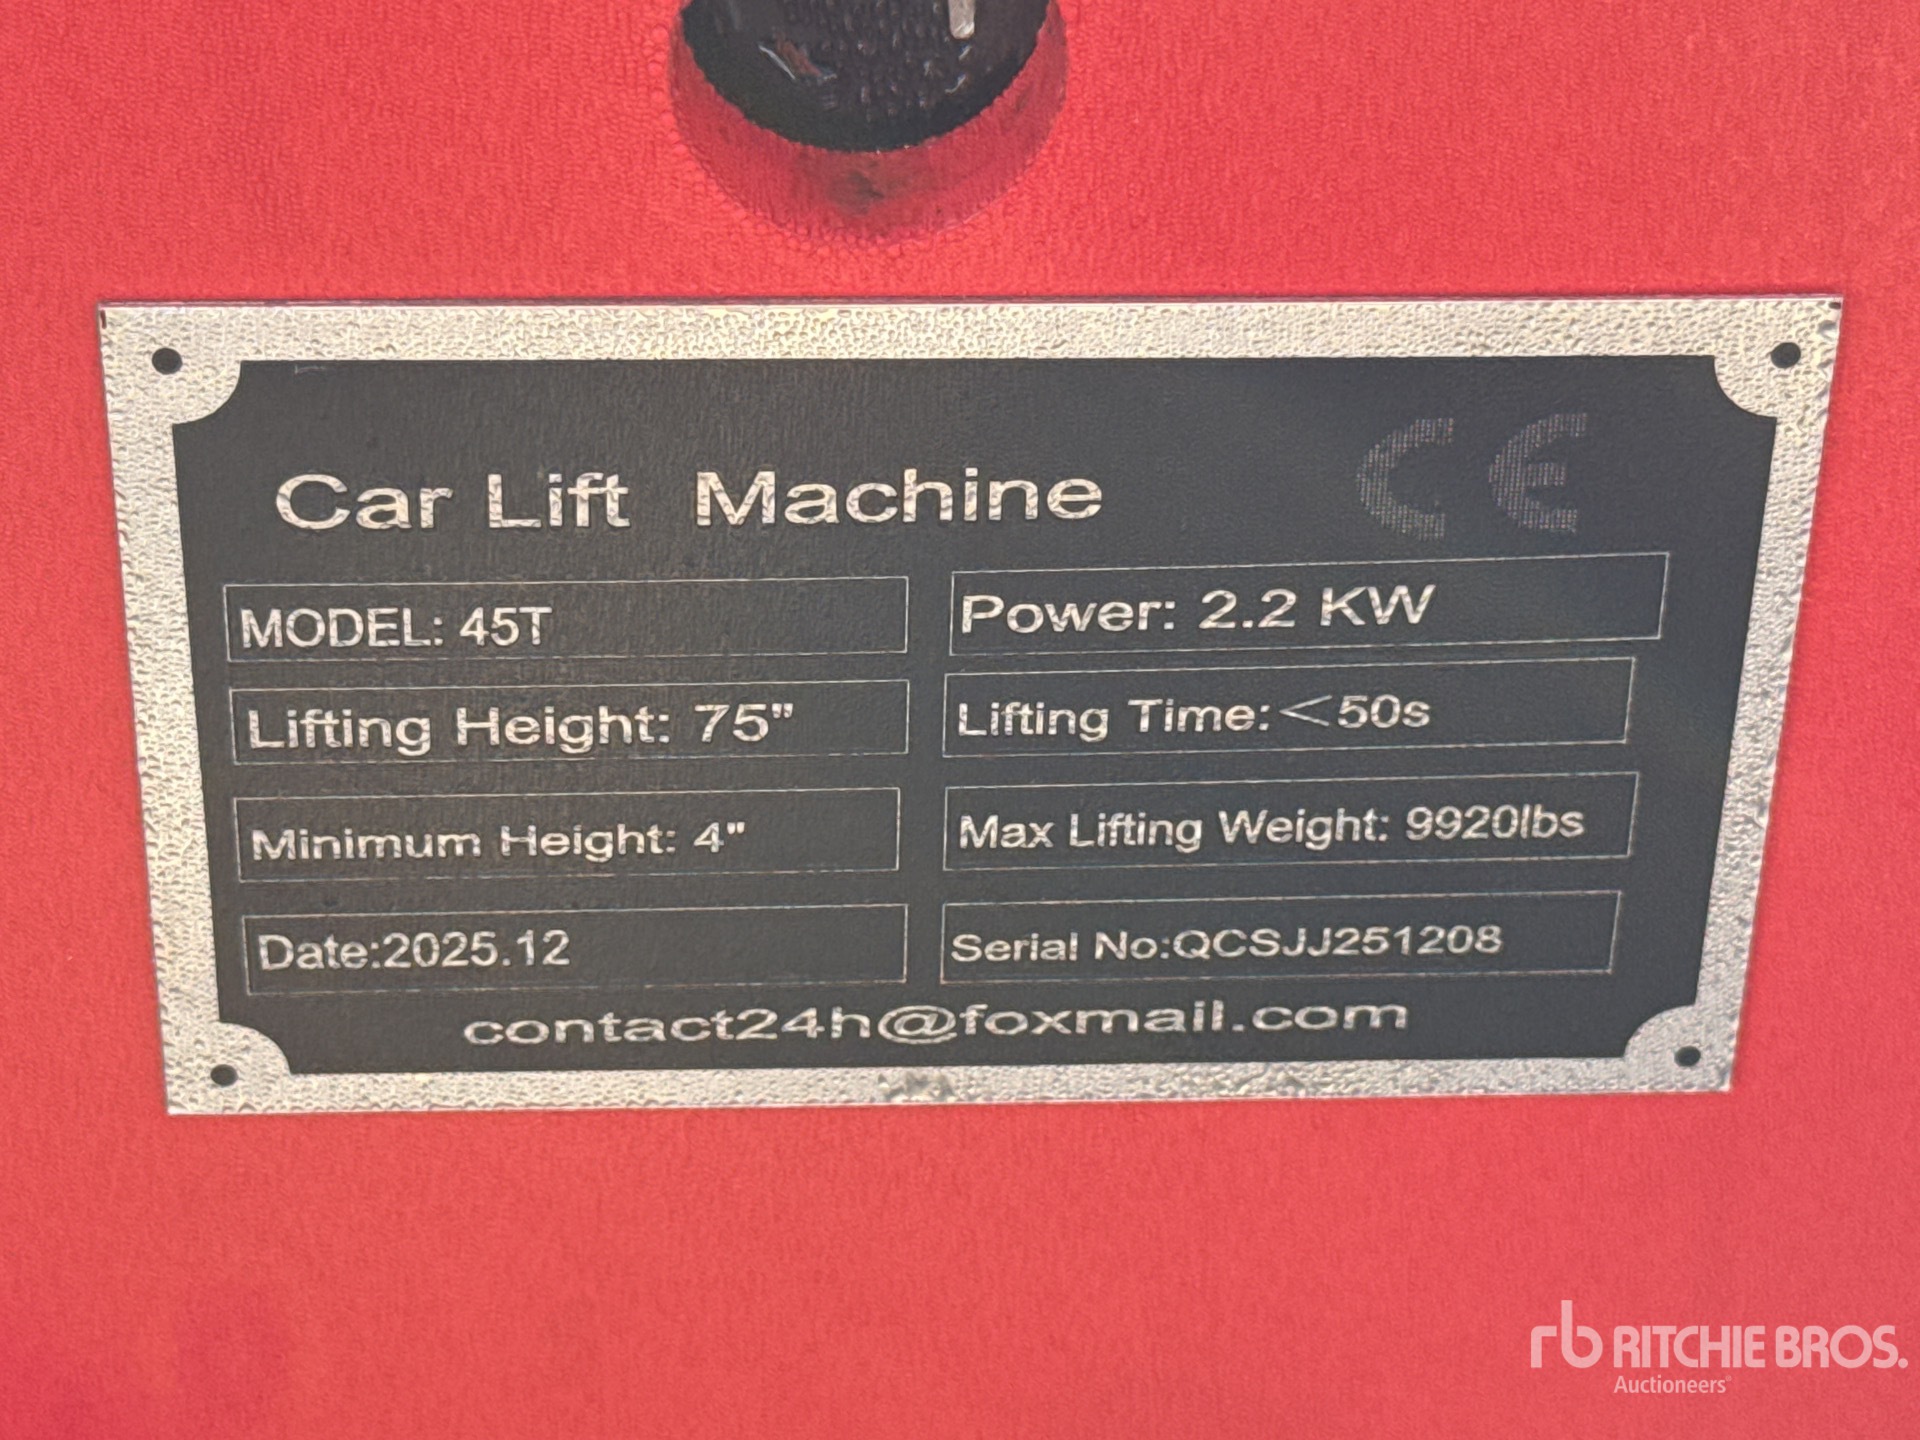 Car Lift Machine CE
MODEL: 45T
Power: 2.2 KW
Lifting Height: 75"
Lifting Time:<50s
Minimum Height: 4"
Max Lifting Weight: 9920lbs
Date:2025.12
Serial No:QCSJJ251208
contact24h@foxmail.com
rb RITCHIE BROS.
Auctioneers